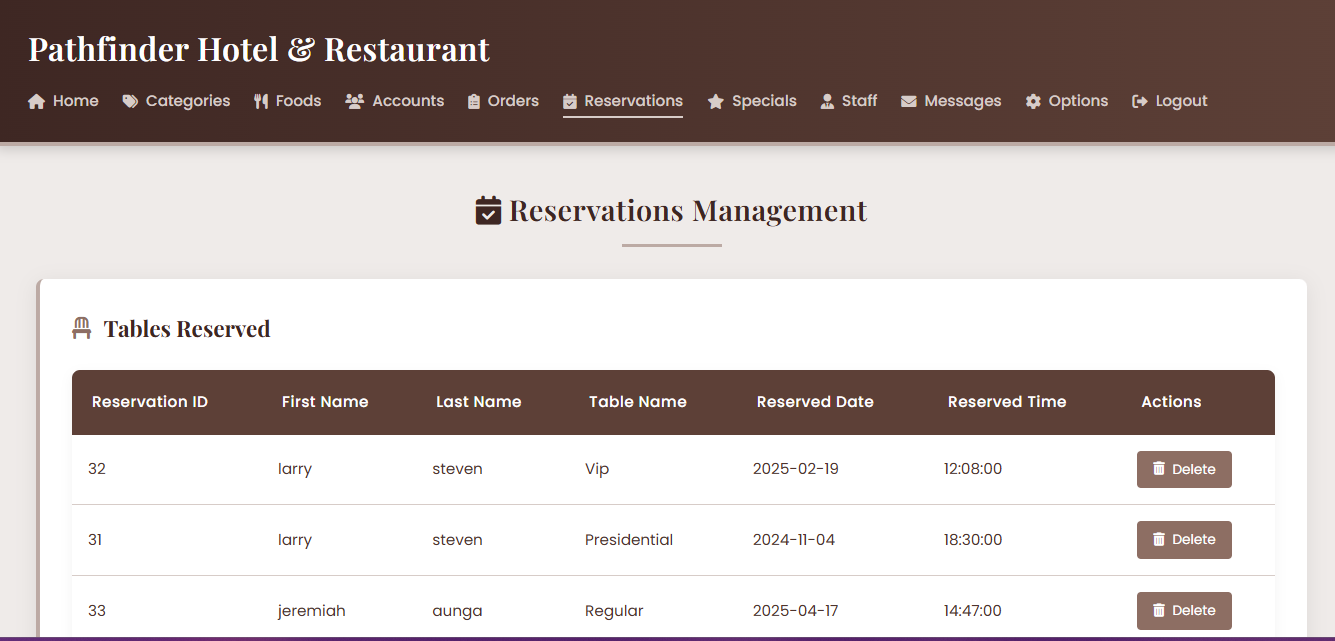 Pathfinder Hotel & Restaurant
Home Categories Foods Accounts Orders Reservations Specials Staff Messages Options Logout
Reservations Management
Tables Reserved
Reservation ID First Name Last Name Table Name Reserved Date Reserved Time Actions
32 larry steven Vip 2025-02-19 12:08:00 Delete
31 larry steven Presidential 2024-11-04 18:30:00 Delete
33 jeremiah aunga Regular 2025-04-17 14:47:00 Delete